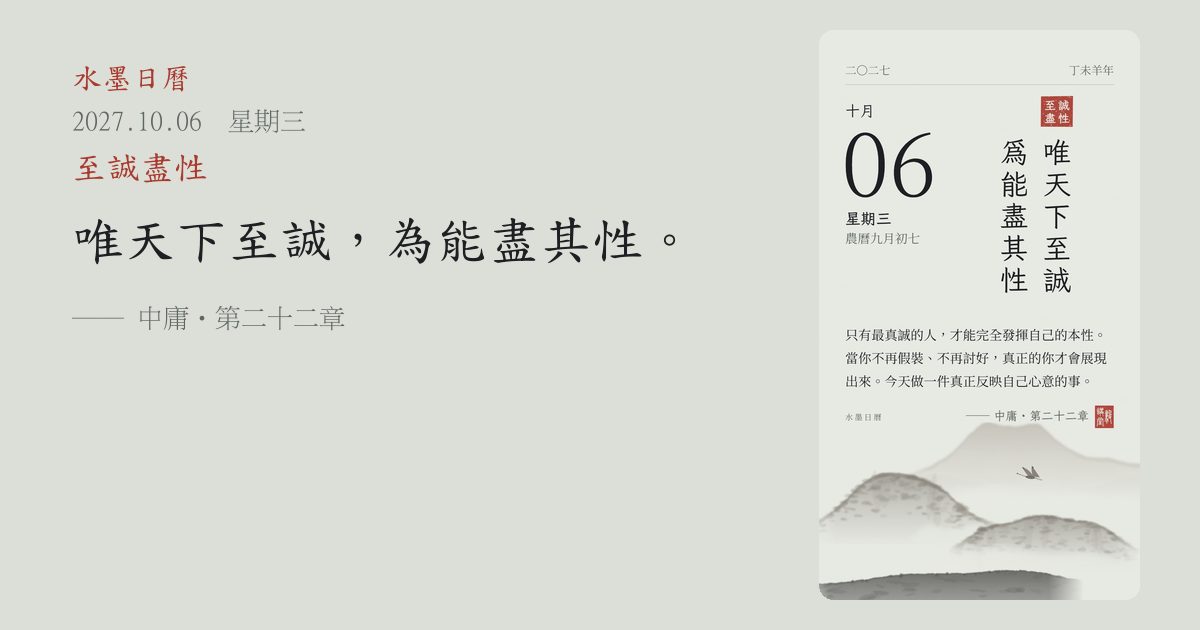 水墨日曆
2027.10.06 星期三
至誠盡性
唯天下至誠，為能盡其性。
—— 中庸・第二十二章
二〇二七 丁未羊年
十月
06
星期三
農曆九月初七
至誠
盡性
唯天下至誠
爲能盡其性
只有最真誠的人，才能完全發揮自己的本性。
當你不再假裝、不再討好，真正的你才會展現
出來。今天做一件真正反映自己心意的事。
水墨日曆
—— 中庸・第二十二章